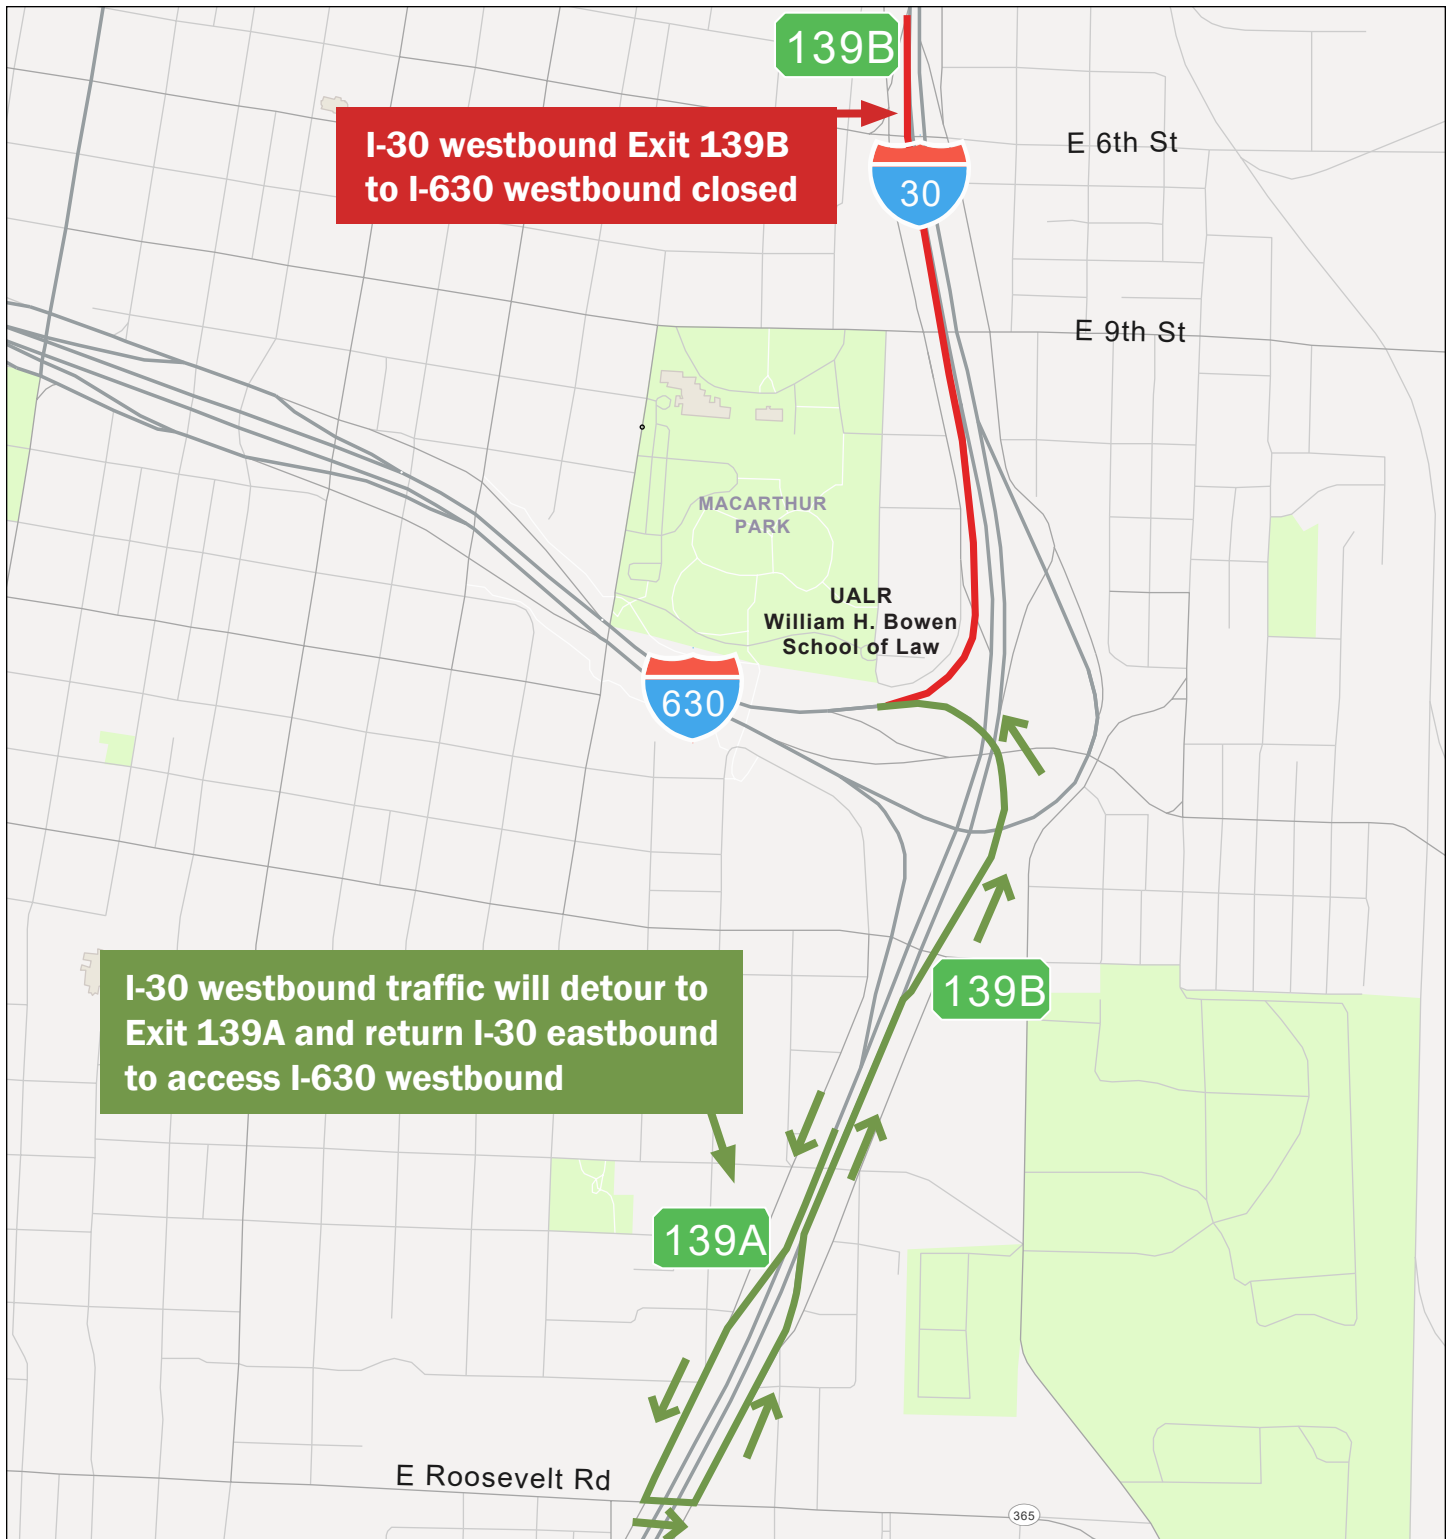 139B
I-30 westbound Exit 139B
to I-630 westbound closed
E 6th St
30
E 9th St
MACARTHUR
PARK
UALR
William H. Bowen
School of Law
630
I-30 westbound traffic will detour to
Exit 139A and return I-30 eastbound
to access I-630 westbound
139B
139A
E Roosevelt Rd
365